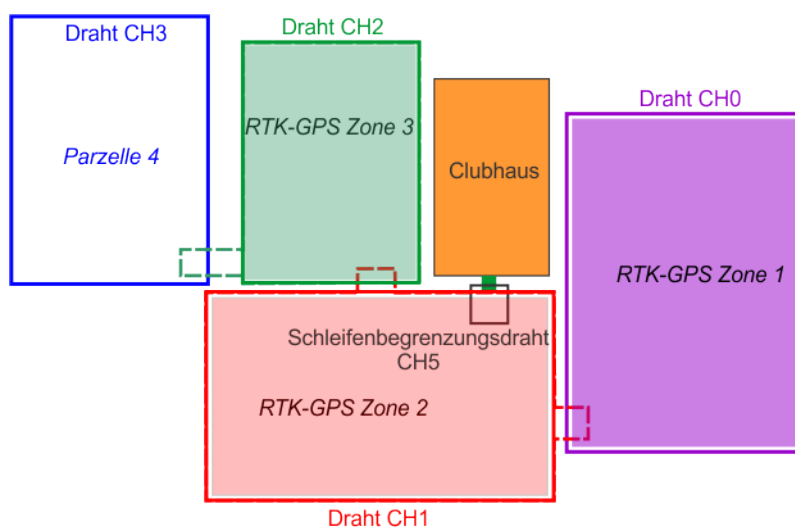 Draht CH3
Draht CH2
Draht CH0
RTK-GPS Zone 3
Parzelle 4
Clubhaus
RTK-GPS Zone 1
Schleifenbegrenzungsdraht
CH5
RTK-GPS Zone 2
Draht CH1